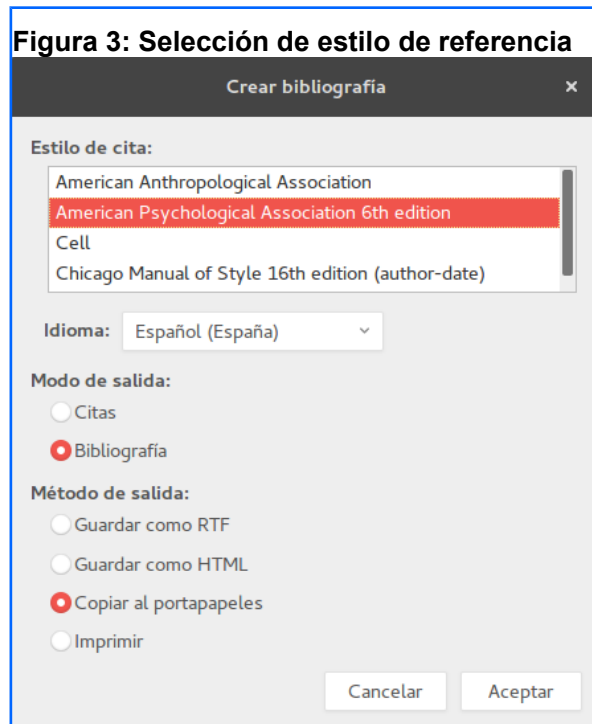 Figura 3: Selección de estilo de referencia
Crear bibliografía ×
Estilo de cita:
American Anthropological Association
American Psychological Association 6th edition
Cell
Chicago Manual of Style 16th edition (author-date)
Idioma: Español (España)
Modo de salida:
Citas
Bibliografía
Método de salida:
Guardar como RTF
Guardar como HTML
Copiar al portapapeles
Imprimir
Cancelar Aceptar